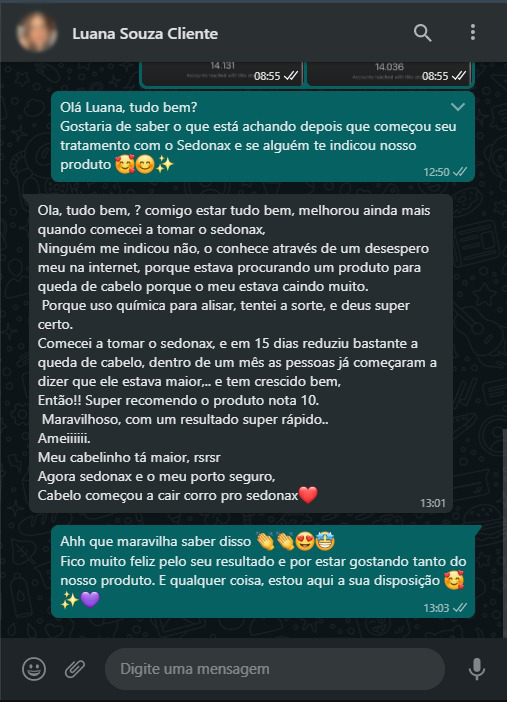 Luana Souza Cliente
14.131
14.036
Accounts reached with this
08:55
08:55
Olá Luana, tudo bem?
Gostaria de saber o que está achando depois que começou seu
tratamento com o Sedonax e se alguém te indicou nosso
produto 🥰😊✨
12:50
Ola, tudo bem, ? comigo estar tudo bem, melhorou ainda mais
quando comecei a tomar o sedonax,
Ninguém me indicou não, o conhece através de um desespero
meu na internet, porque estava procurando um produto para
queda de cabelo porque o meu estava caindo muito.
Porque uso química para alisar, tentei a sorte, e deus super
certo.
Comecei a tomar o sedonax, e em 15 dias reduziu bastante a
queda de cabelo, dentro de um mês as pessoas já começaram a
dizer que ele estava maior,.. e tem crescido bem,
Então!! Super recomendo o produto nota 10.
Maravilhoso, com um resultado super rápido..
Ameiiiiii.
Meu cabelinho tá maior, rsrsr
Agora sedonax e o meu porto seguro,
Cabelo começou a cair corro pro sedonax❤️
13:01
Ahh que maravilha saber disso 👏👏😍🤩
Fico muito feliz pelo seu resultado e por estar gostando tanto do
nosso produto. E qualquer coisa, estou aqui a sua disposição 🥰
✨💜
13:03
Digite uma mensagem